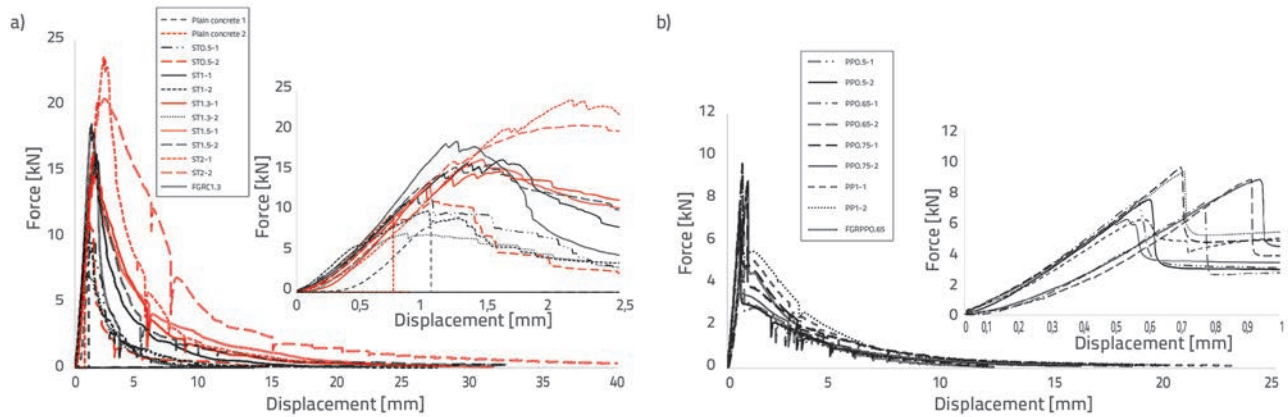 a)
Force [kN]
25
20
15
10
5
0
0
5
10
15
20
25
30
35
40
Displacement [mm]
Plain concrete 1
Plain concrete 2
ST0.5-1
ST0.5-2
ST1-1
ST1-2
ST1.3-1
ST1.3-2
ST1.5-1
ST1.5-2
ST2-1
ST2-2
FGRC1.3
Force [kN]
25
20
15
10
5
0
0
0,5
1
1,5
2
2,5
Displacement [mm]
b)
Force [kN]
12
10
8
6
4
2
0
0
5
10
15
20
25
Displacement [mm]
PP0.5-1
PP0.5-2
PP0.65-1
PP0.65-2
PP0.75-1
PP0.75-2
PP1-1
PP1-2
FGRPP0.65
Force [kN]
12
10
8
6
4
2
0
0
0,1
0,2
0,3
0,4
0,5
0,6
0,7
0,8
0,9
1
Displacement [mm]